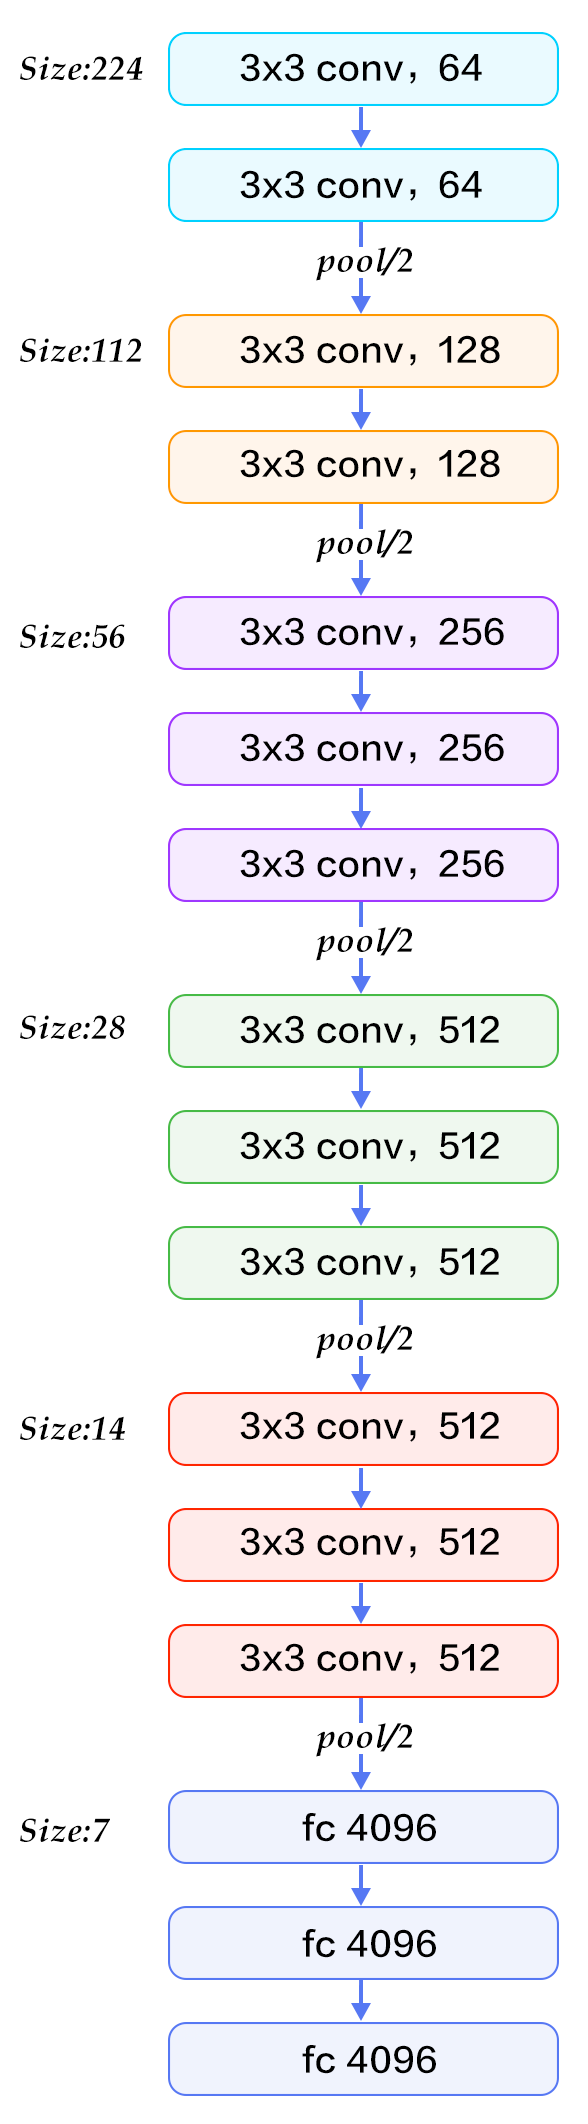 Size:224
3x3 conv, 64
3x3 conv, 64
pool/2
Size:112
3x3 conv, 128
3x3 conv, 128
pool/2
Size:56
3x3 conv, 256
3x3 conv, 256
3x3 conv, 256
pool/2
Size:28
3x3 conv, 512
3x3 conv, 512
3x3 conv, 512
pool/2
Size:14
3x3 conv, 512
3x3 conv, 512
3x3 conv, 512
pool/2
Size:7
fc 4096
fc 4096
fc 4096